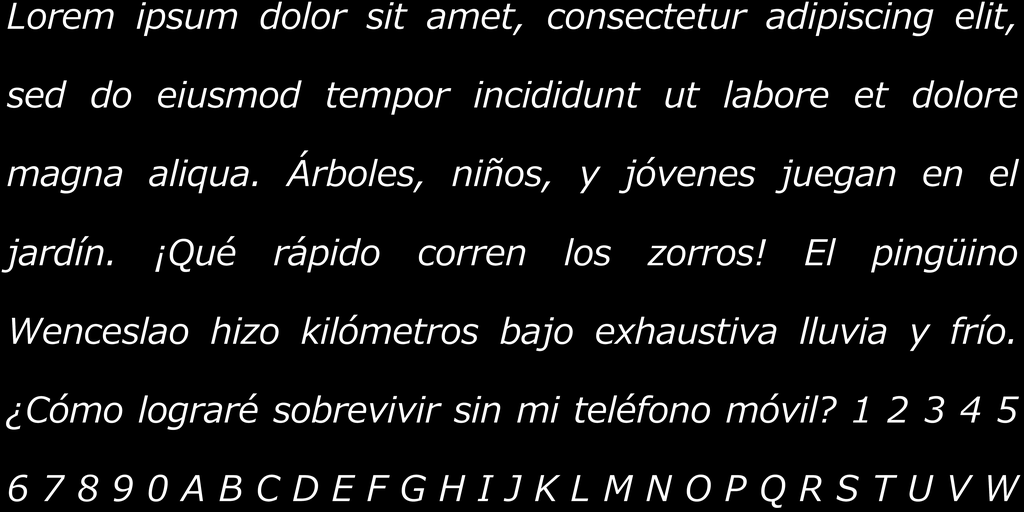 Lorem ipsum dolor sit amet, consectetur adipiscing elit,
sed do eiusmod tempor incididunt ut labore et dolore
magna aliqua. Árboles, niños, y jóvenes juegan en el
jardín. ¡Qué rápido corren los zorros! El pingüino
Wenceslao hizo kilómetros bajo exhaustiva lluvia y frío.
¿Cómo lograré sobrevivir sin mi teléfono móvil? 1 2 3 4 5
6 7 8 9 0 A B C D E F G H I J K L M N O P Q R S T U V W